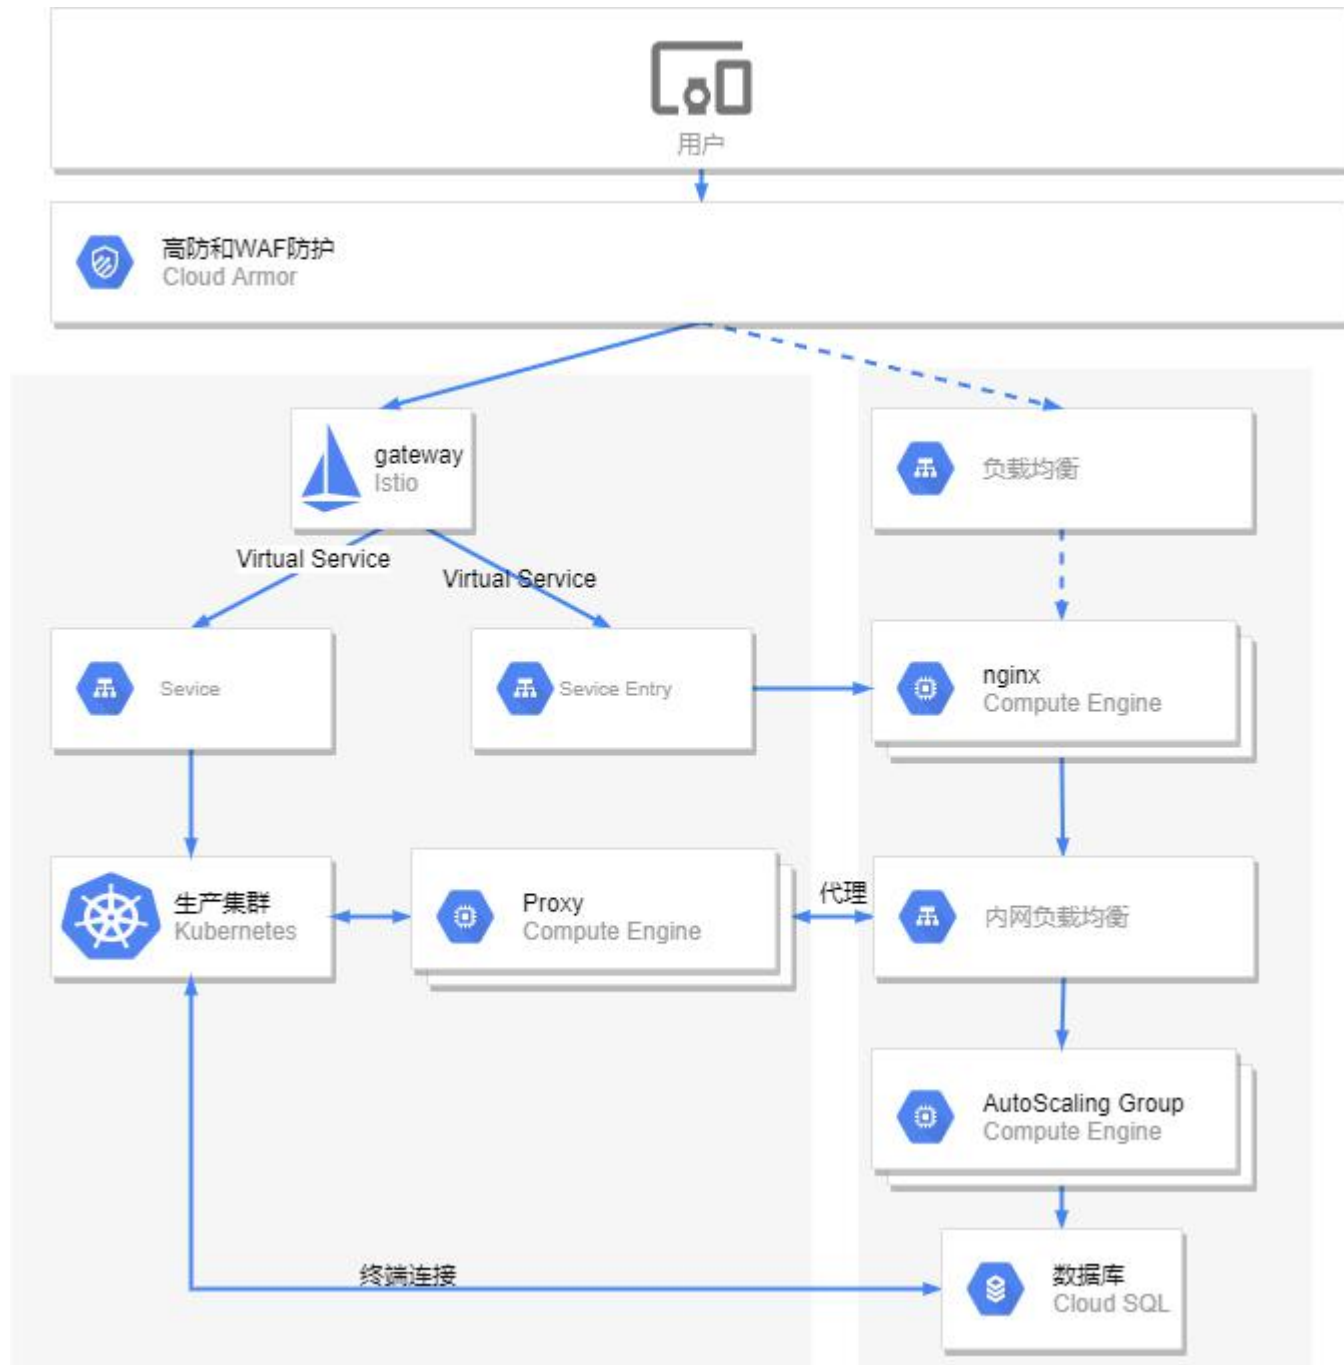 用户
高防和WAF防护
Cloud Armor
gateway
Istio
负载均衡
Virtual Service
Virtual Service
Sevice
Sevice Entry
nginx
Compute Engine
生产集群
Kubernetes
Proxy
Compute Engine
代理
内网负载均衡
AutoScaling Group
Compute Engine
终端连接
数据库
Cloud SQL